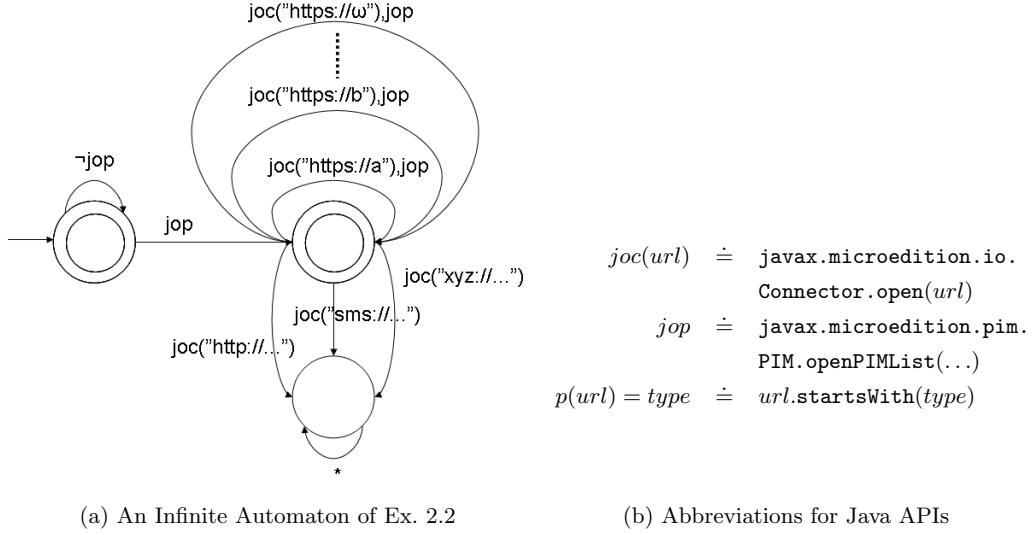 joc("https://ω"),jop
joc("https://b"),jop
joc("https://a"),jop
¬jop
jop
joc("xyz://...")
joc("sms://...")
joc("http://...")
*
(a) An Infinite Automaton of Ex. 2.2
joc(url) ≐ javax.microedition.io.
Connector.open(url)
jop ≐ javax.microedition.pim.
PIM.openPIMList(...)
p(url) = type ≐ url.startsWith(type)
(b) Abbreviations for Java APIs